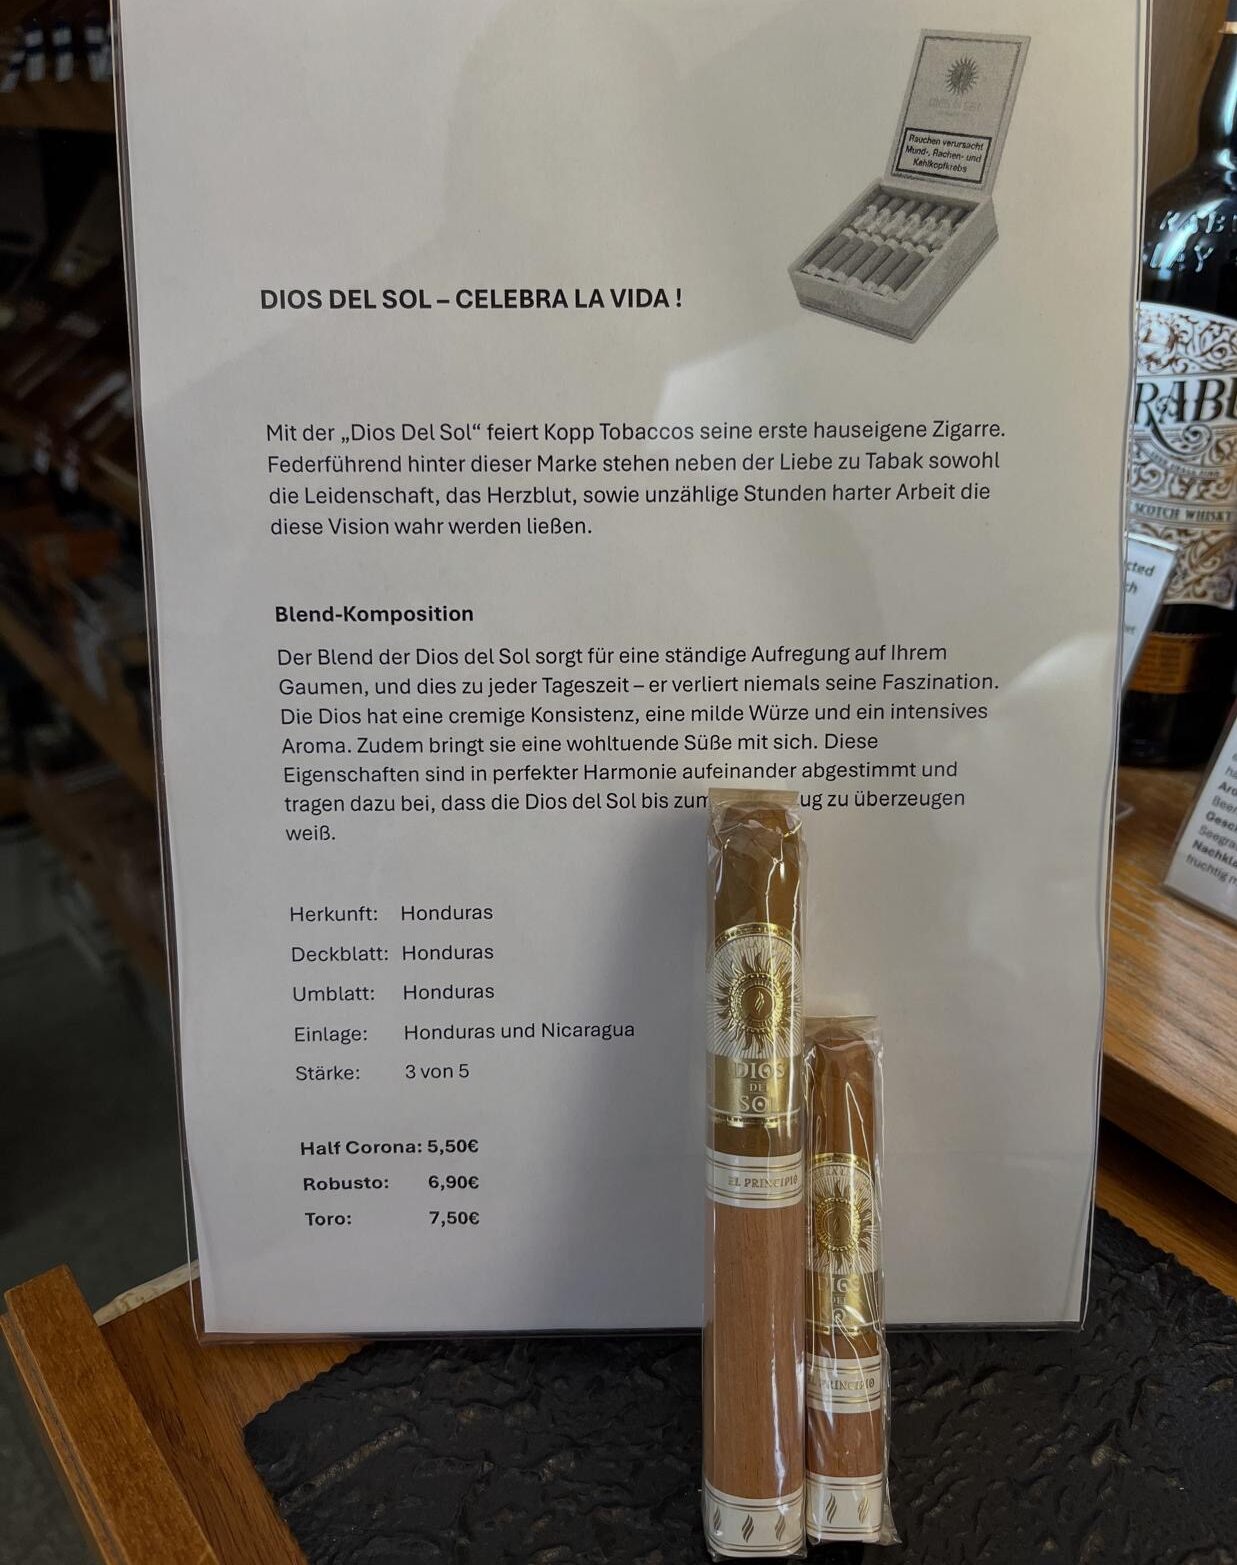 Rauchen verursacht
Mund-, Rachen- und
Kehlkopfkrebs
DIOS DEL SOL – CELEBRA LA VIDA !
Mit der „Dios Del Sol“ feiert Kopp Tobaccos seine erste hauseigene Zigarre.
Federführend hinter dieser Marke stehen neben der Liebe zu Tabak sowohl
die Leidenschaft, das Herzblut, sowie unzählige Stunden harter Arbeit die
diese Vision wahr werden ließen.
Blend-Komposition
Der Blend der Dios del Sol sorgt für eine ständige Aufregung auf Ihrem
Gaumen, und dies zu jeder Tageszeit – er verliert niemals seine Faszination.
Die Dios hat eine cremige Konsistenz, eine milde Würze und ein intensives
Aroma. Zudem bringt sie eine wohltuende Süße mit sich. Diese
Eigenschaften sind in perfekter Harmonie aufeinander abgestimmt und
tragen dazu bei, dass die Dios del Sol bis zum ug zu überzeugen
weiß.
Herkunft: Honduras
Deckblatt: Honduras
Umblatt: Honduras
Einlage: Honduras und Nicaragua
Stärke: 3 von 5
Half Corona: 5,50€
Robusto: 6,90€
Toro: 7,50€
DIOS
DEL
SOL
EL PRINCIPIO
DIOS
DEL
PRINCIPIO
RAB
SCOTCH WHISKY